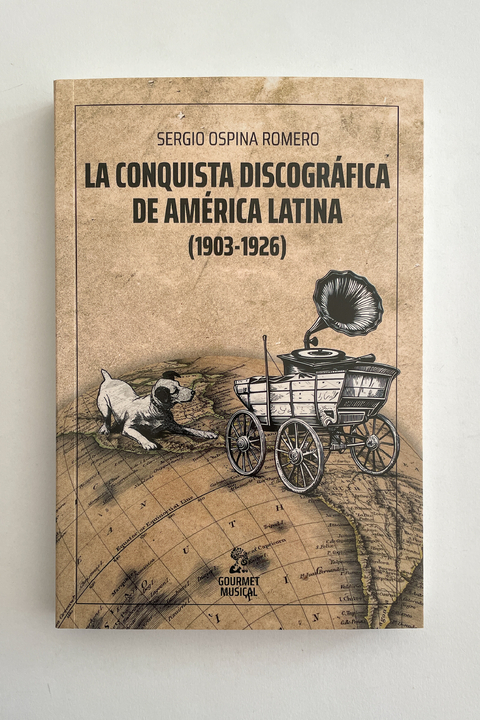 SERGIO OSPINA ROMERO
LA CONQUISTA DISCOGRÁFICA
DE AMÉRICA LATINA
(1903-1926)
GOURMET
MUSICAL